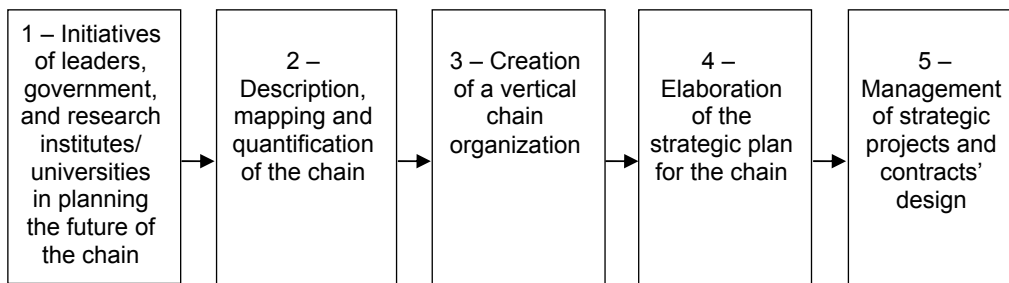 1 – Initiatives
of leaders,
government,
and research
institutes/
universities
in planning
the future of
the chain
2 –
Description,
mapping and
quantification
of the chain
3 – Creation
of a vertical
chain
organization
4 –
Elaboration
of the
strategic plan
for the chain
5 –
Management
of strategic
projects and
contracts’
design